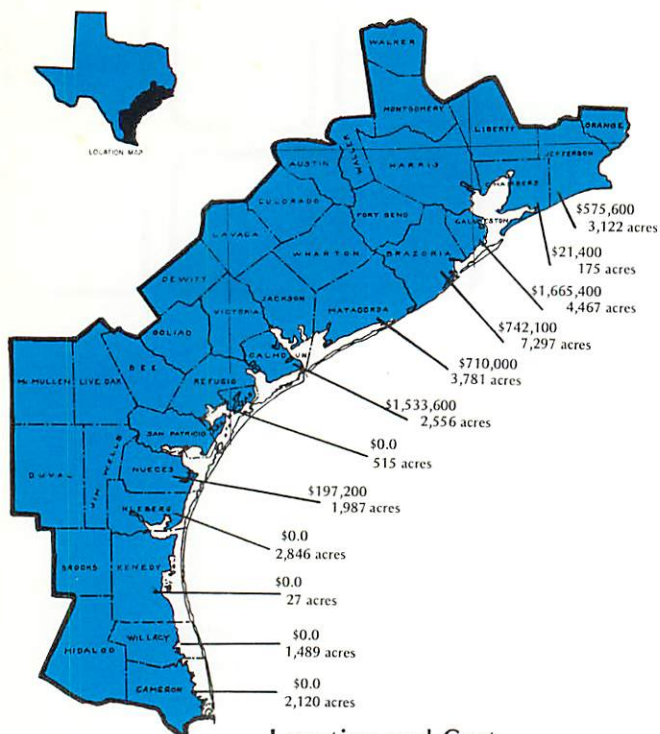 LOCATION MAP
WALKER
MONTGOMERY
LIBERTY
ORANGE
JEFFERSON
WALLER
HARRIS
AUSTIN
CHAMBERS
COLORADO
FORT BEND
GALVESTON
LAVACA
WHARTON
BRAZORIA
DEWITT
JACKSON
VICTORIA
MATAGORDA
GOLIAD
CALHOUN
BEE
REFUGIO
McMULLEN
LIVE OAK
SAN PATRICIO
JIM WELLS
NUECES
DUVAL
KLEBERG
BROOKS
KENEDY
WILLACY
HIDALGO
CAMERON
$575,600
3,122 acres
$21,400
175 acres
$1,665,400
4,467 acres
$742,100
7,297 acres
$710,000
3,781 acres
$1,533,600
2,556 acres
$0.0
515 acres
$197,200
1,987 acres
$0.0
2,846 acres
$0.0
27 acres
$0.0
1,489 acres
$0.0
2,120 acres